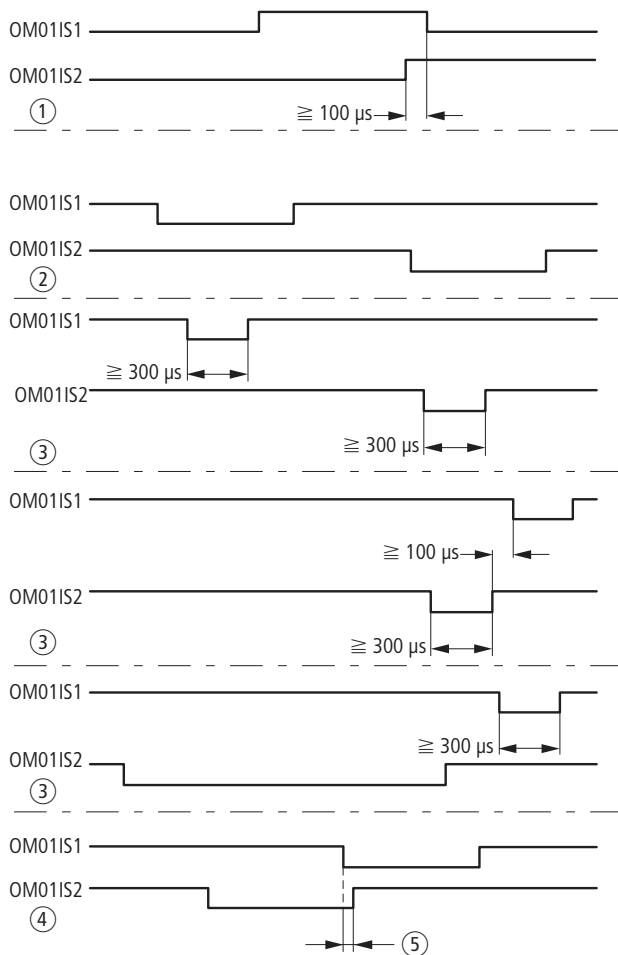 OM01IS1
OM01IS2
① ≧ 100 µs
OM01IS1
OM01IS2
②
OM01IS1
≧ 300 µs
OM01IS2
≧ 300 µs
③
OM01IS1
≧ 100 µs
OM01IS2
≧ 300 µs
③
OM01IS1
≧ 300 µs
OM01IS2
③
OM01IS1
OM01IS2
④
⑤